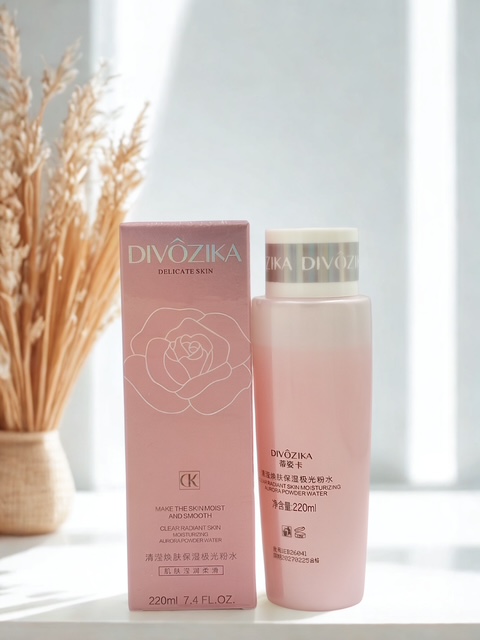 DIVÔZIKA
DELICATE SKIN
CK
MAKE THE SKIN MOIST
AND SMOOTH
CLEAR RADIANT SKIN
MOISTURIZING
AURORA POWDER WATER
清滢焕肤保湿极光粉水
肌肤滢润柔滑
220ml 7.4 FL.OZ.
ZIKA DIVÔZI
DIVÔZIKA
蒂姿卡
清滢焕肤保湿极光粉水
CLEAR RADIANT SKIN MOISTURIZING
AURORA POWDER WATER
净含量:220ml